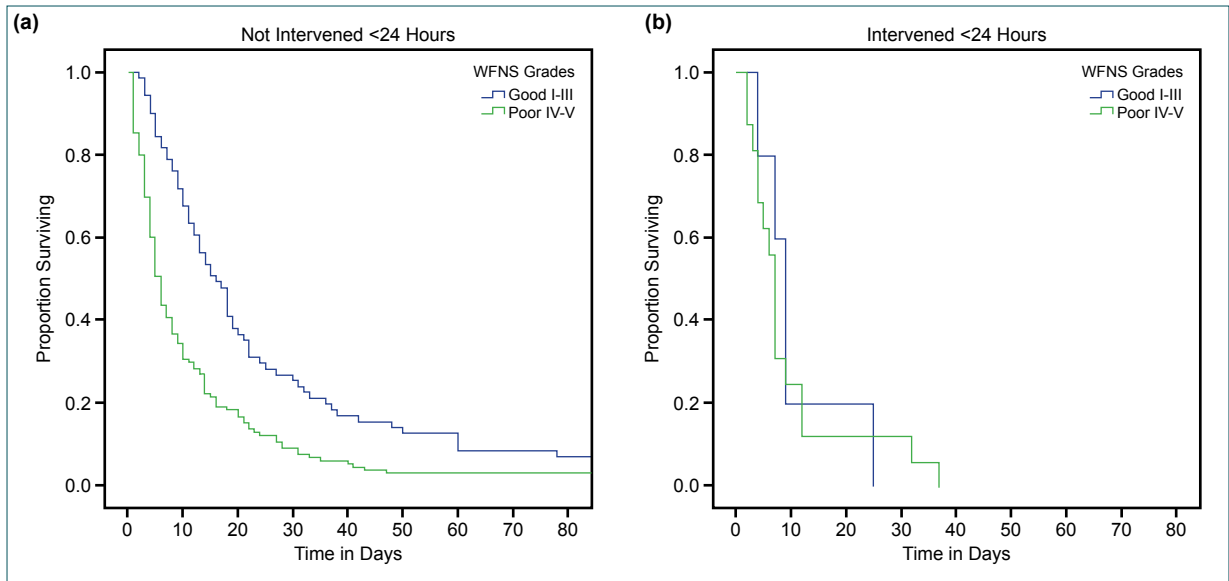 (a)
Not Intervened <24 Hours
WFNS Grades
Good I-III
Poor IV-V
Proportion Surviving
1.0
0.8
0.6
0.4
0.2
0.0
0 10 20 30 40 50 60 70 80
Time in Days
(b)
Intervened <24 Hours
WFNS Grades
Good I-III
Poor IV-V
Proportion Surviving
1.0
0.8
0.6
0.4
0.2
0.0
0 10 20 30 40 50 60 70 80
Time in Days